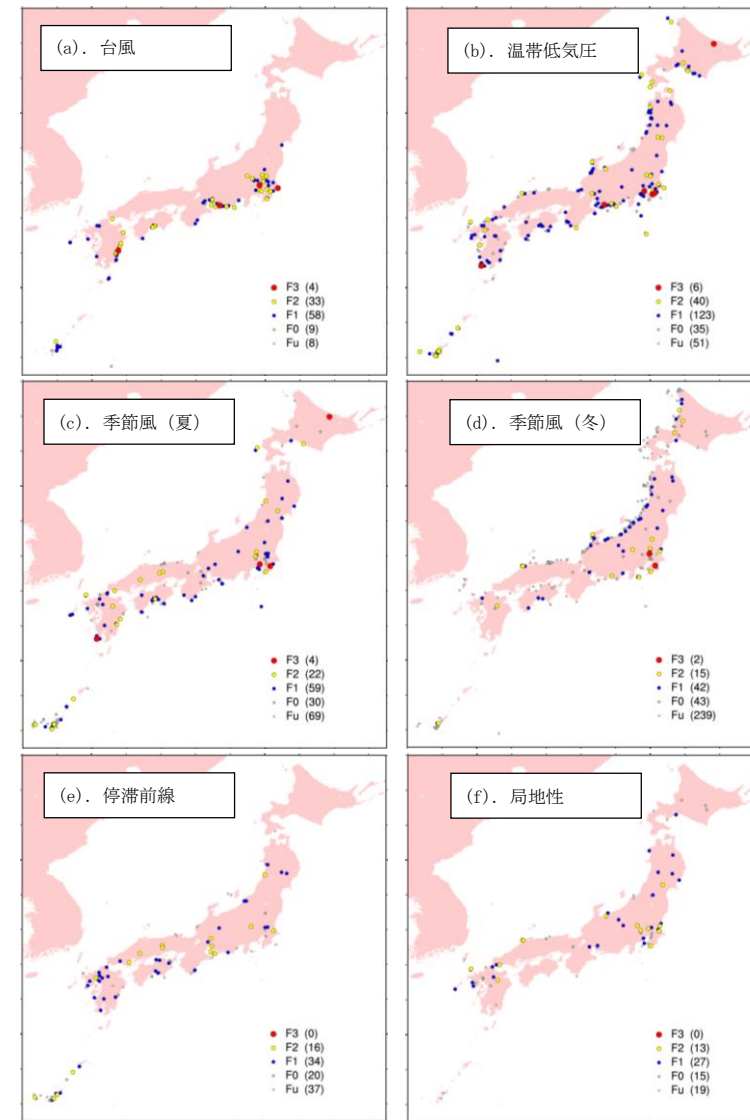 (a). 台風
F3 (4)
F2 (33)
F1 (58)
F0 (9)
Fu (8)
(b). 温帯低気圧
F3 (6)
F2 (40)
F1 (123)
F0 (35)
Fu (51)
(c). 季節風（夏）
F3 (4)
F2 (22)
F1 (59)
F0 (30)
Fu (69)
(d). 季節風（冬）
F3 (2)
F2 (15)
F1 (42)
F0 (43)
Fu (239)
(e). 停滞前線
F3 (0)
F2 (16)
F1 (34)
F0 (20)
Fu (37)
(f). 局地性
F3 (0)
F2 (13)
F1 (27)
F0 (15)
Fu (19)